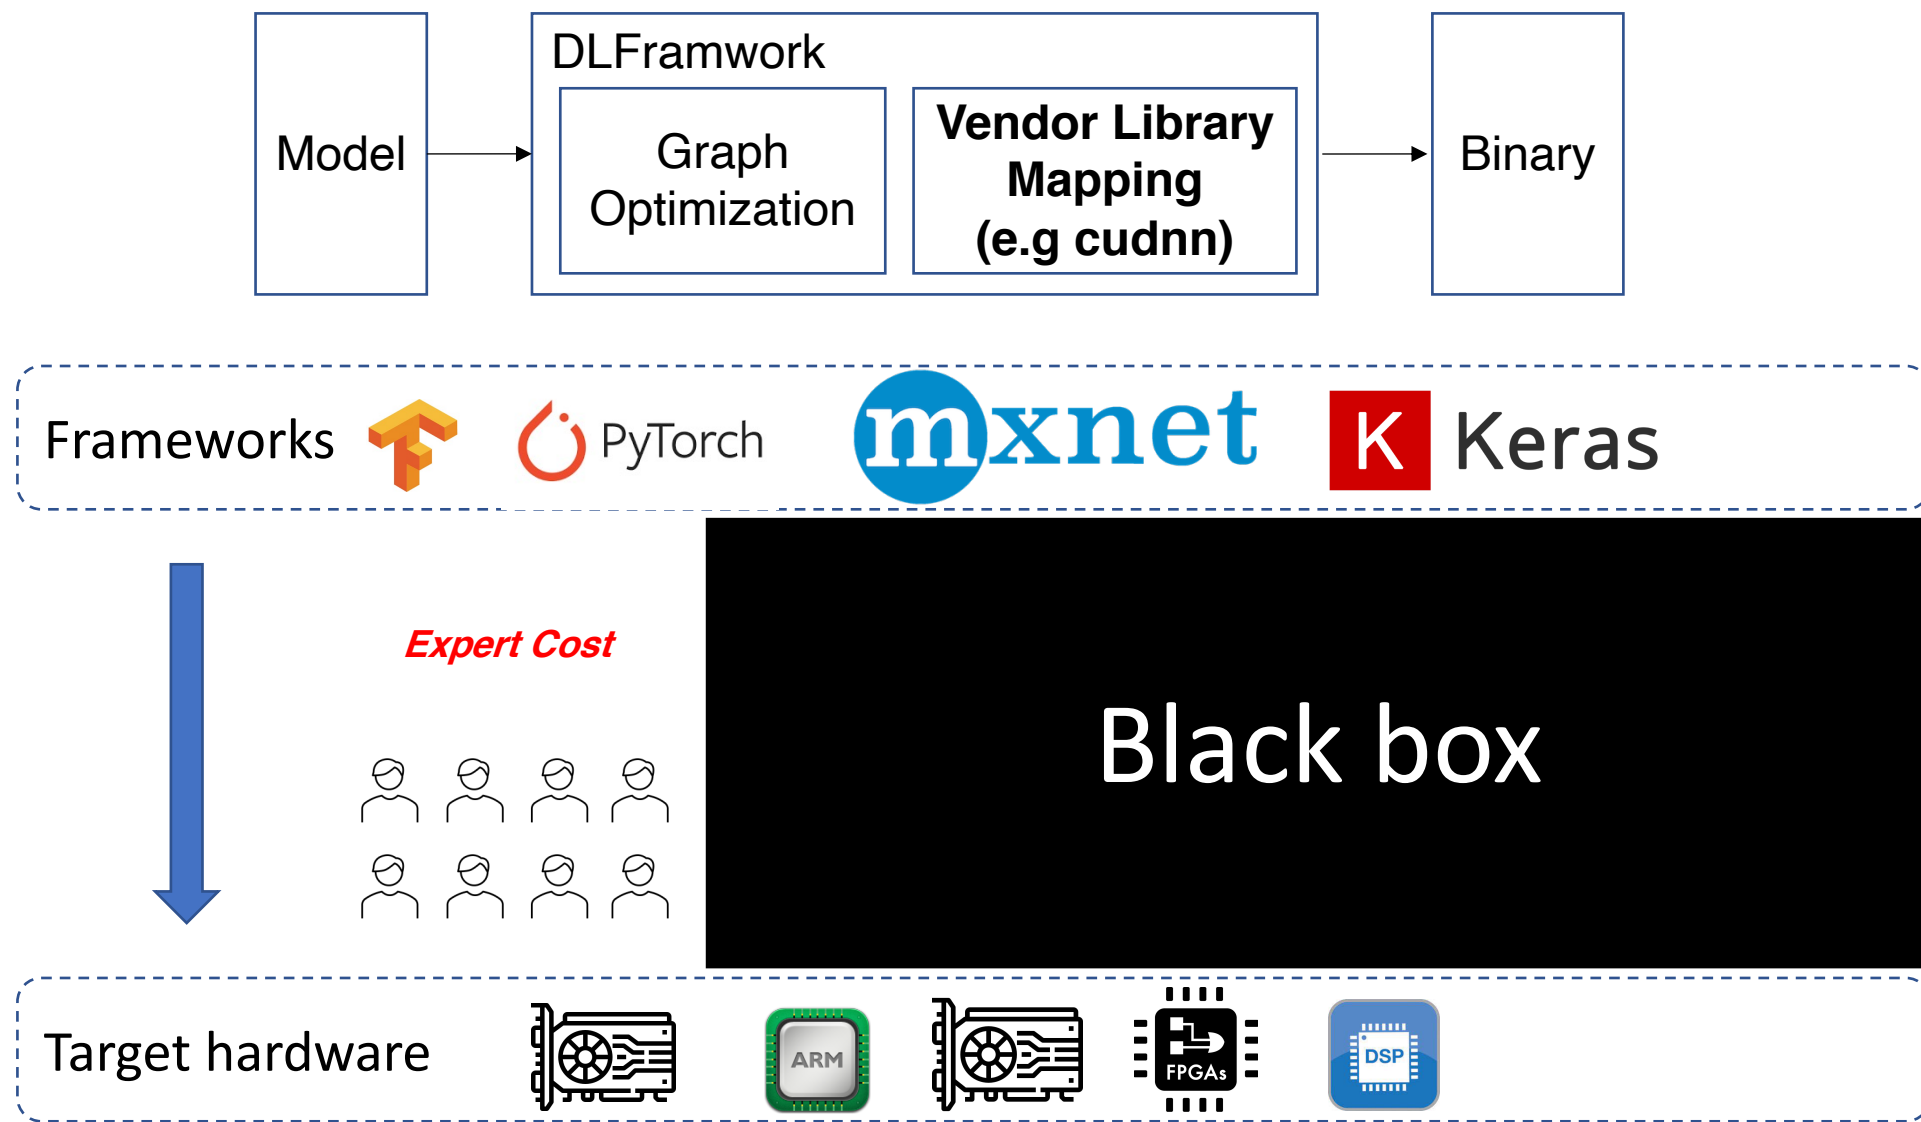 DLFramwork
Model
Graph
Optimization
Vendor Library
Mapping
(e.g cudnn)
Binary
Frameworks
PyTorch
mxnet
K Keras
Expert Cost
Black box
Target hardware
ARM
FPGAs
DSP